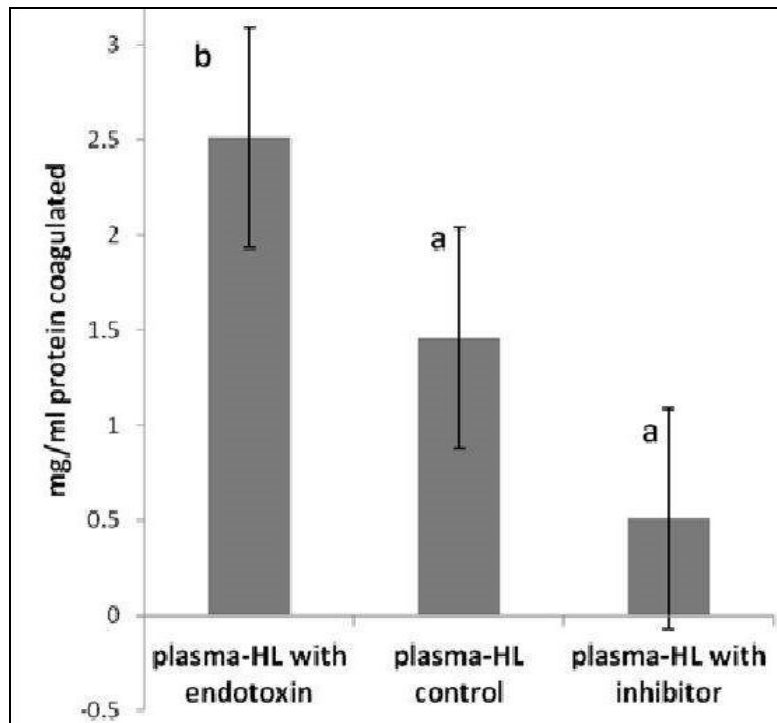 mg/ml protein coagulated
3
2.5
2
1.5
1
0.5
0
-0.5
b
a
a
plasma-HL with
endotoxin
plasma-HL
control
plasma-HL with
inhibitor